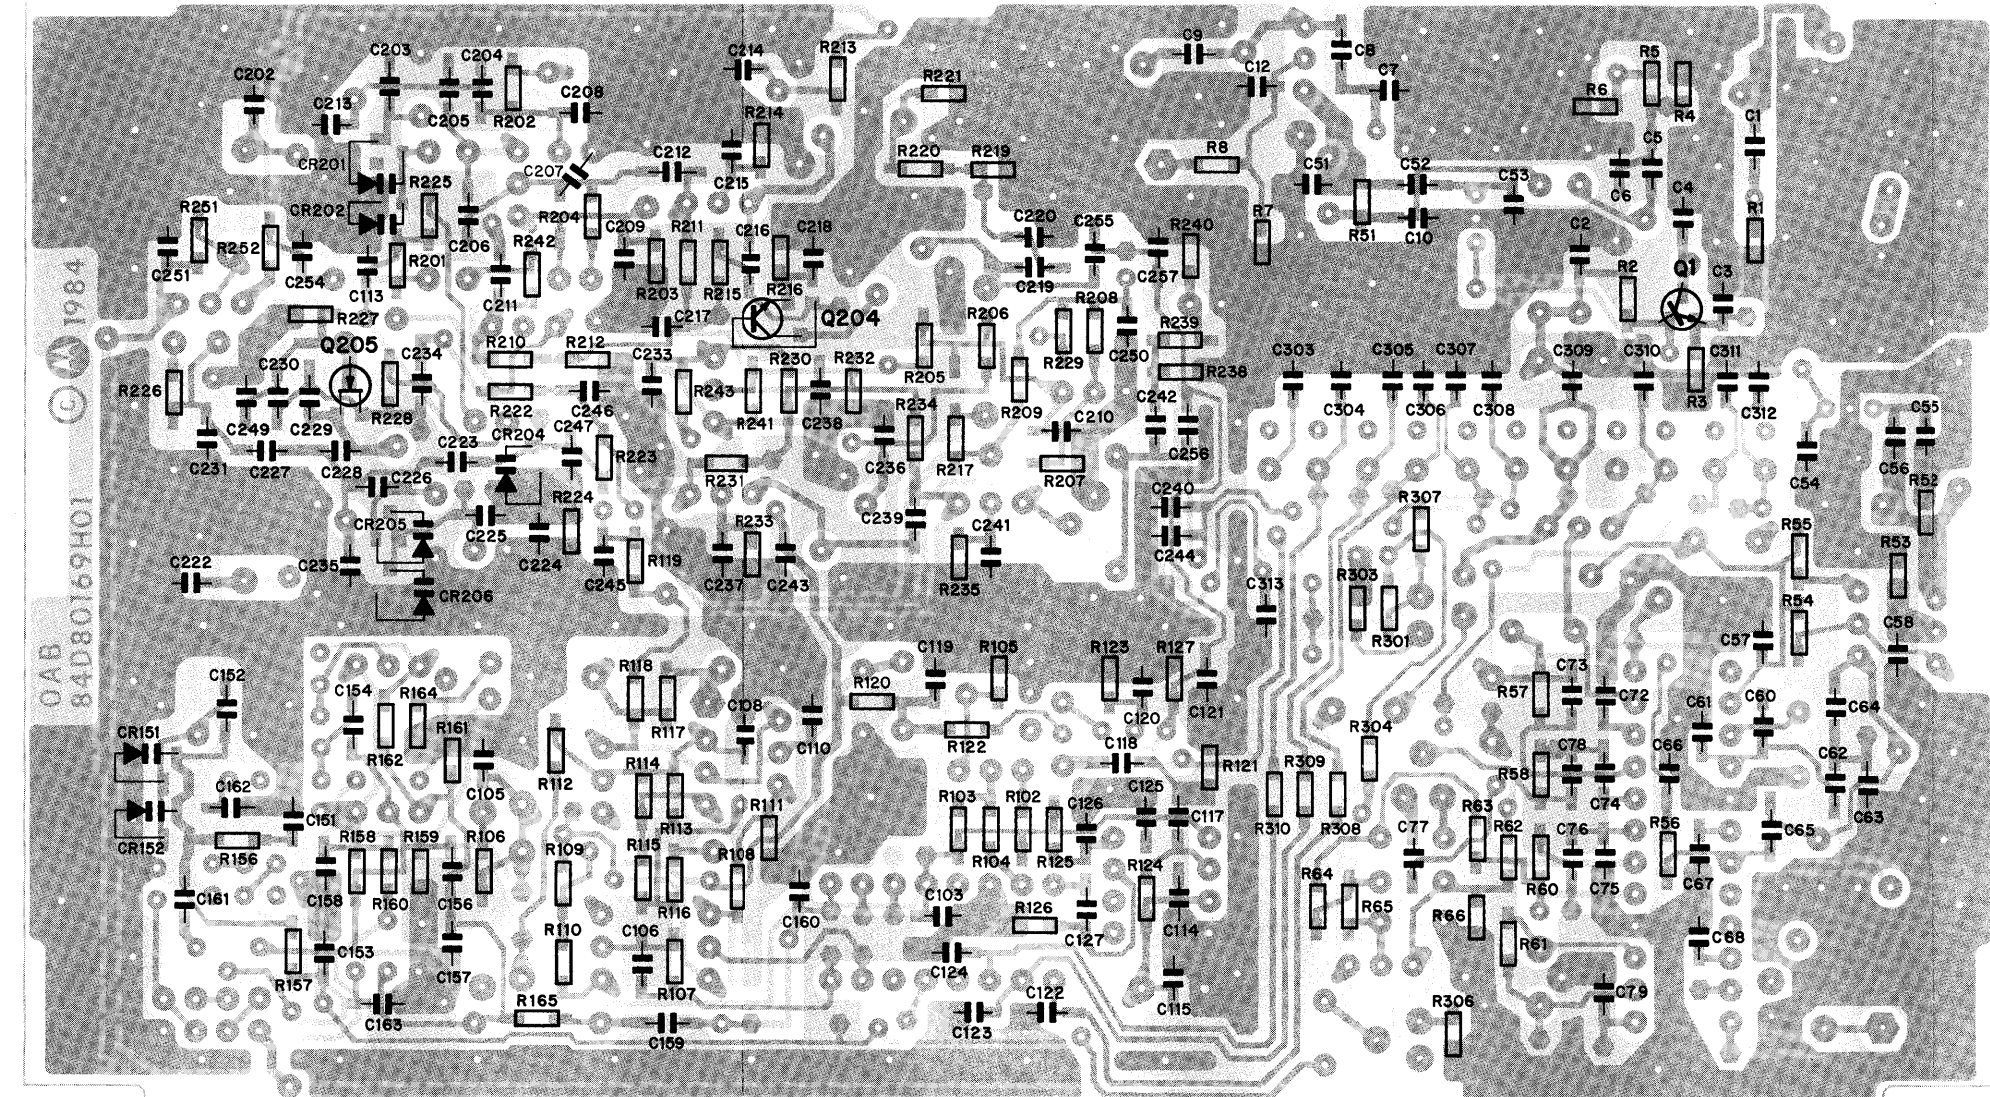 C203 C204 C214 R213 C9 C8 R5
C202 C12 C7 R221 R6 R4
C213 C205 R202 C208 R214 C1
CR201 R225 C207 C212 C215 R220 R219 R8 C51 C52 C53 C5 C6 C4
R251 CR202 C206 R204 C209 R211 C216 C218 C220 C255 R240 R7 R51 C10 C2 R1
C251 R252 C254 C113 R201 R242 C211 R203 R215 R216 C219 C257 R2 Q1 C3
© M 1984
R227 C217 Q204 R206 R208
Q205 C234 R210 R212 C233 R230 R232 R205 R229 C250 R239 C303 C305 C307 C309 C310 C311
R226 C230 R228 R222 C246 R243 R241 C238 R209 R238 C304 C306 C308 R3 C312
C249 C229 C223 CR204 C247 R234 C210 C242 C55
C231 C227 C228 C226 R223 R231 C236 R217 R207 C256 C56 C54 R52
CR205 R224 R233 C239 C241 C240 R307 R55
C222 C235 C225 C224 C245 R119 C237 C243 R235 C244 R303 R53
CR206 C313 R301 R54 C57 C58
0AB
84D80169H01
C152 C154 R164 R118 C119 R105 R123 R127 C73
CR151 R162 R161 R117 C108 C110 R120 R122 C120 C121 R57 C72 C61 C60 C64
R112 R114 C118 R121 R309 R304 C78 C66 C62
CR152 C162 C151 C105 R113 R111 R103 R102 C126 C125 C117 R310 R308 R58 C74 C63
R156 R158 R159 R106 R109 R115 R108 R104 R125 R124 C77 R63 R62 C76 R56 C65
C161 C158 R160 C156 R116 C160 C103 R126 C127 C114 R64 R65 R66 R60 C75 C67
C153 C157 R110 C106 R107 C124 R61 C68
R157 C163 R165 C159 C123 C122 C115 R306 C79